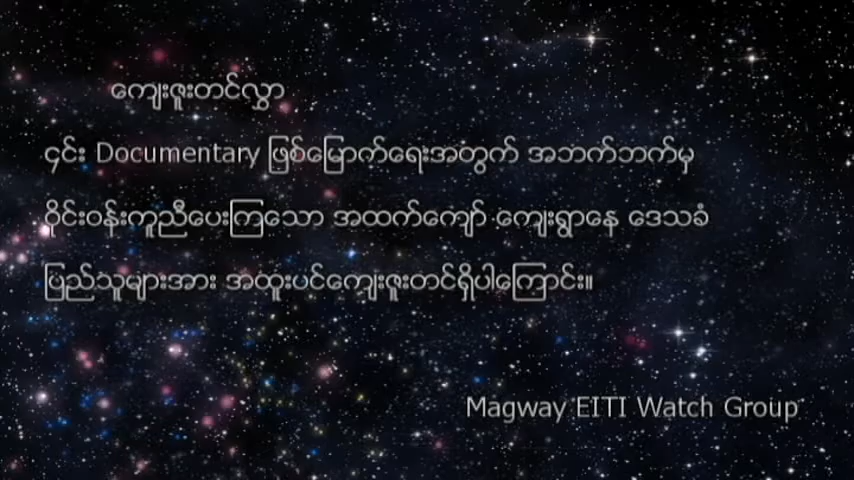 ကျေးဇူးတင်လွှာ
၄င်း Documentary ဖြစ်မြောက်ရေးအတွက် အဘက်ဘက်မှ
ဝိုင်းဝန်းကူညီပေးကြသော အထက်ကျော် ကျေးရွာနေ ဒေသခံ
ပြည်သူများအား အထူးပင်ကျေးဇူးတင်ရှိပါကြောင်း။
Magway EITI Watch Group